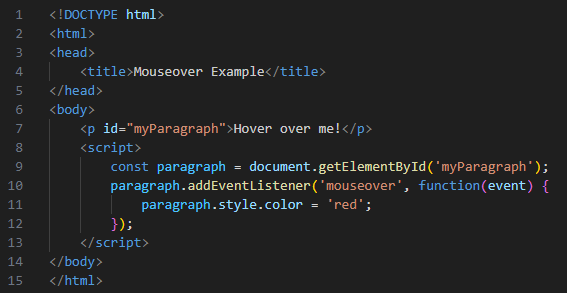 1 <!DOCTYPE html>
2 <html>
3 <head>
4     <title>Mouseover Example</title>
5 </head>
6 <body>
7     <p id="myParagraph">Hover over me!</p>
8     <script>
9         const paragraph = document.getElementById('myParagraph');
10         paragraph.addEventListener('mouseover', function(event) {
11             paragraph.style.color = 'red';
12         });
13     </script>
14 </body>
15 </html>